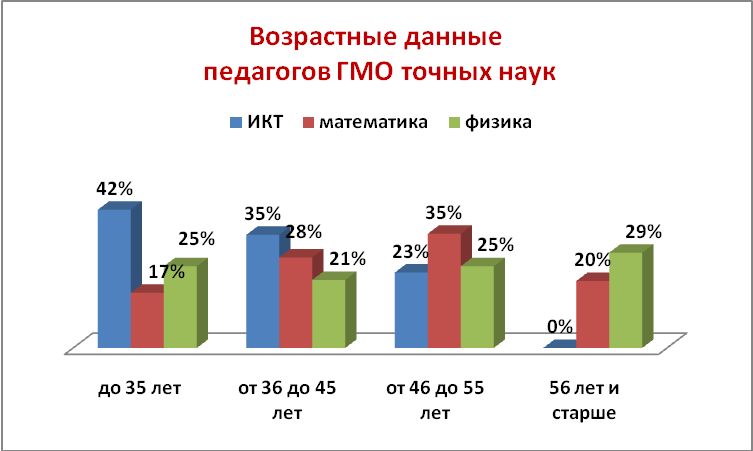 Возрастные данные
педагогов ГМО точных наук
ИКТ математика физика
42% 17% 25%
35% 28% 21%
23% 35% 25%
0% 20% 29%
до 35 лет
от 36 до 45
лет
от 46 до 55
лет
56 лет и
старше